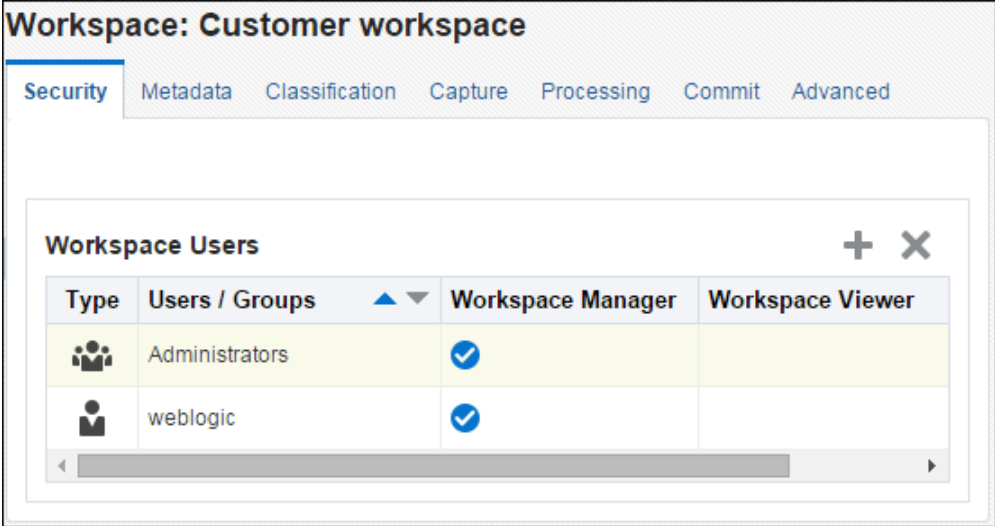 Workspace: Customer workspace
Security Metadata Classification Capture Processing Commit Advanced
Workspace Users
Type Users / Groups Workspace Manager Workspace Viewer
Administrators
weblogic